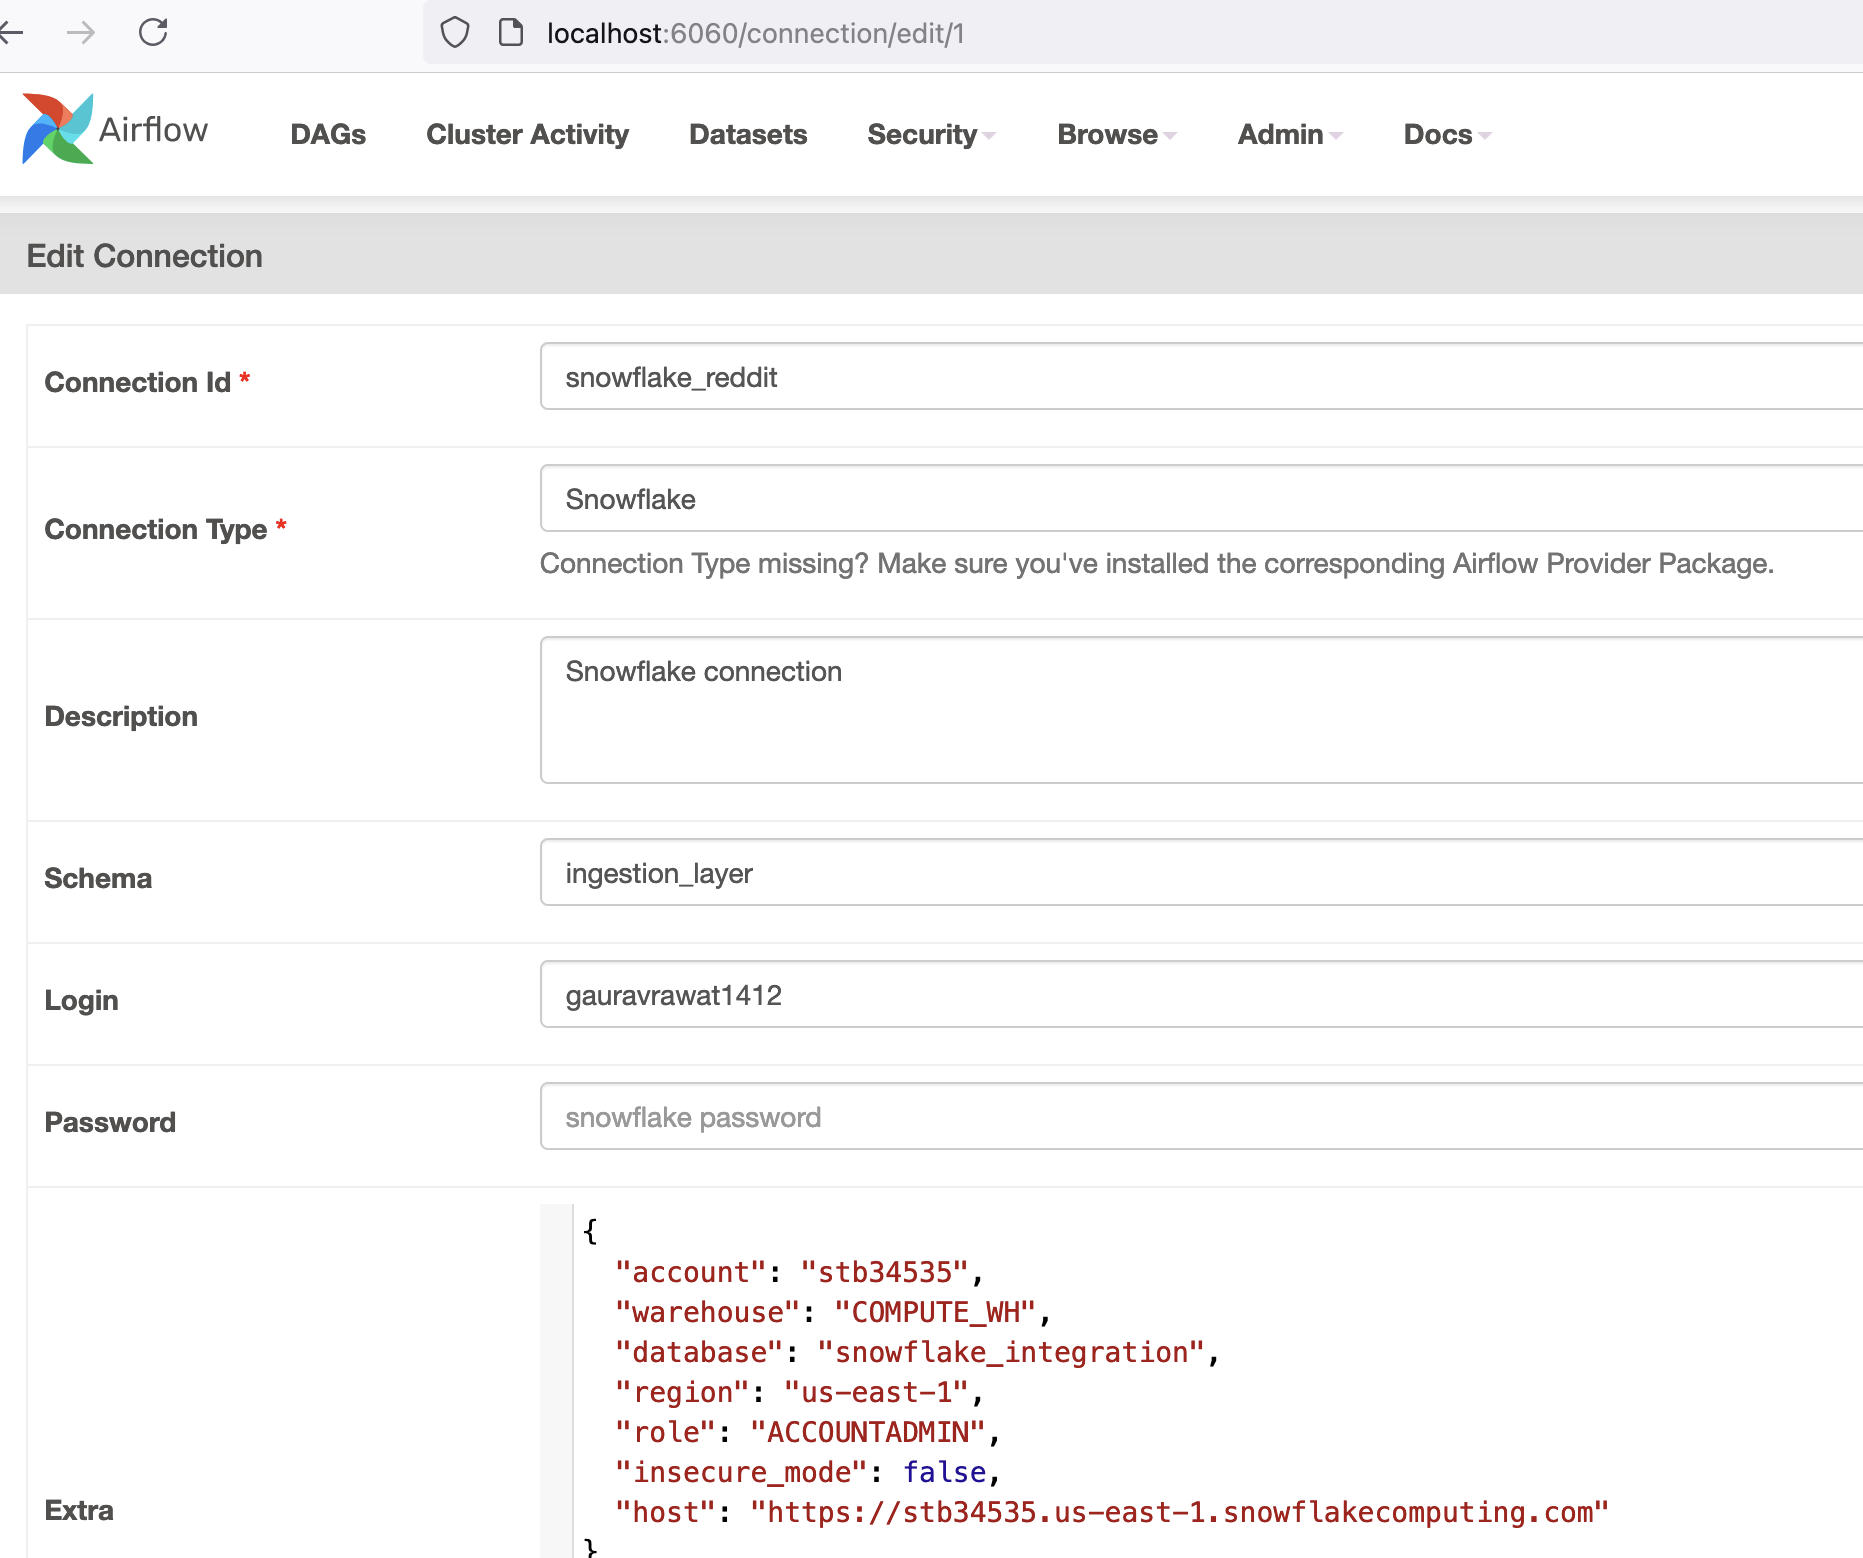 localhost:6060/connection/edit/1
Airflow DAGs Cluster Activity Datasets Security Browse Admin Docs
Edit Connection
Connection Id * snowflake_reddit
Connection Type * Snowflake
Connection Type missing? Make sure you've installed the corresponding Airflow Provider Package.
Description Snowflake connection
Schema ingestion_layer
Login gauravrawat1412
Password snowflake password
Extra
{
"account": "stb34535",
"warehouse": "COMPUTE_WH",
"database": "snowflake_integration",
"region": "us-east-1",
"role": "ACCOUNTADMIN",
"insecure_mode": false,
"host": "https://stb34535.us-east-1.snowflakecomputing.com"
}